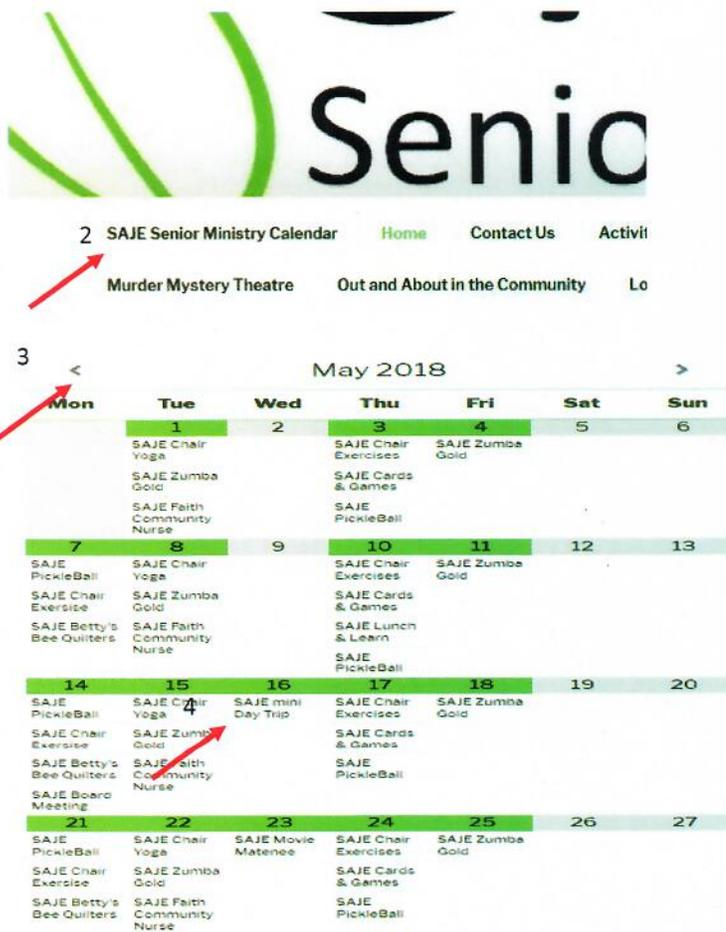 Senio
2 SAJE Senior Ministry Calendar Home Contact Us Activit
Murder Mystery Theatre Out and About in the Community Lo
3
< May 2018 >
Mon Tue Wed Thu Fri Sat Sun
1 2 3 4 5 6
SAJE Chair SAJE Chair SAJE Zumba
Yoga Exercises Gold
SAJE Zumba SAJE Cards
Gold & Games
SAJE Faith SAJE
Community PickleBall
Nurse
7 8 9 10 11 12 13
SAJE SAJE Chair SAJE Chair SAJE Zumba
PickleBall Yoga Exercises Gold
SAJE Chair SAJE Zumba SAJE Cards
Exersise Gold & Games
SAJE Betty's SAJE Faith SAJE Lunch
Bee Quilters Community & Learn
Nurse SAJE
PickleBall
14 15 16 17 18 19 20
SAJE SAJE Chair SAJE mini SAJE Chair SAJE Zumba
PickleBall Yoga 4 Day Trip Exercises Gold
SAJE Chair SAJE Zumba SAJE Cards
Exersise Gold & Games
SAJE Betty's SAJE Faith SAJE
Bee Quilters Community PickleBall
SAJE Board Nurse
Meeting
21 22 23 24 25 26 27
SAJE SAJE Chair SAJE Movie SAJE Chair SAJE Zumba
PickleBall Yoga Matenee Exercises Gold
SAJE Chair SAJE Zumba SAJE Cards
Exersise Gold & Games
SAJE Betty's SAJE Faith SAJE
Bee Quilters Community PickleBall
Nurse